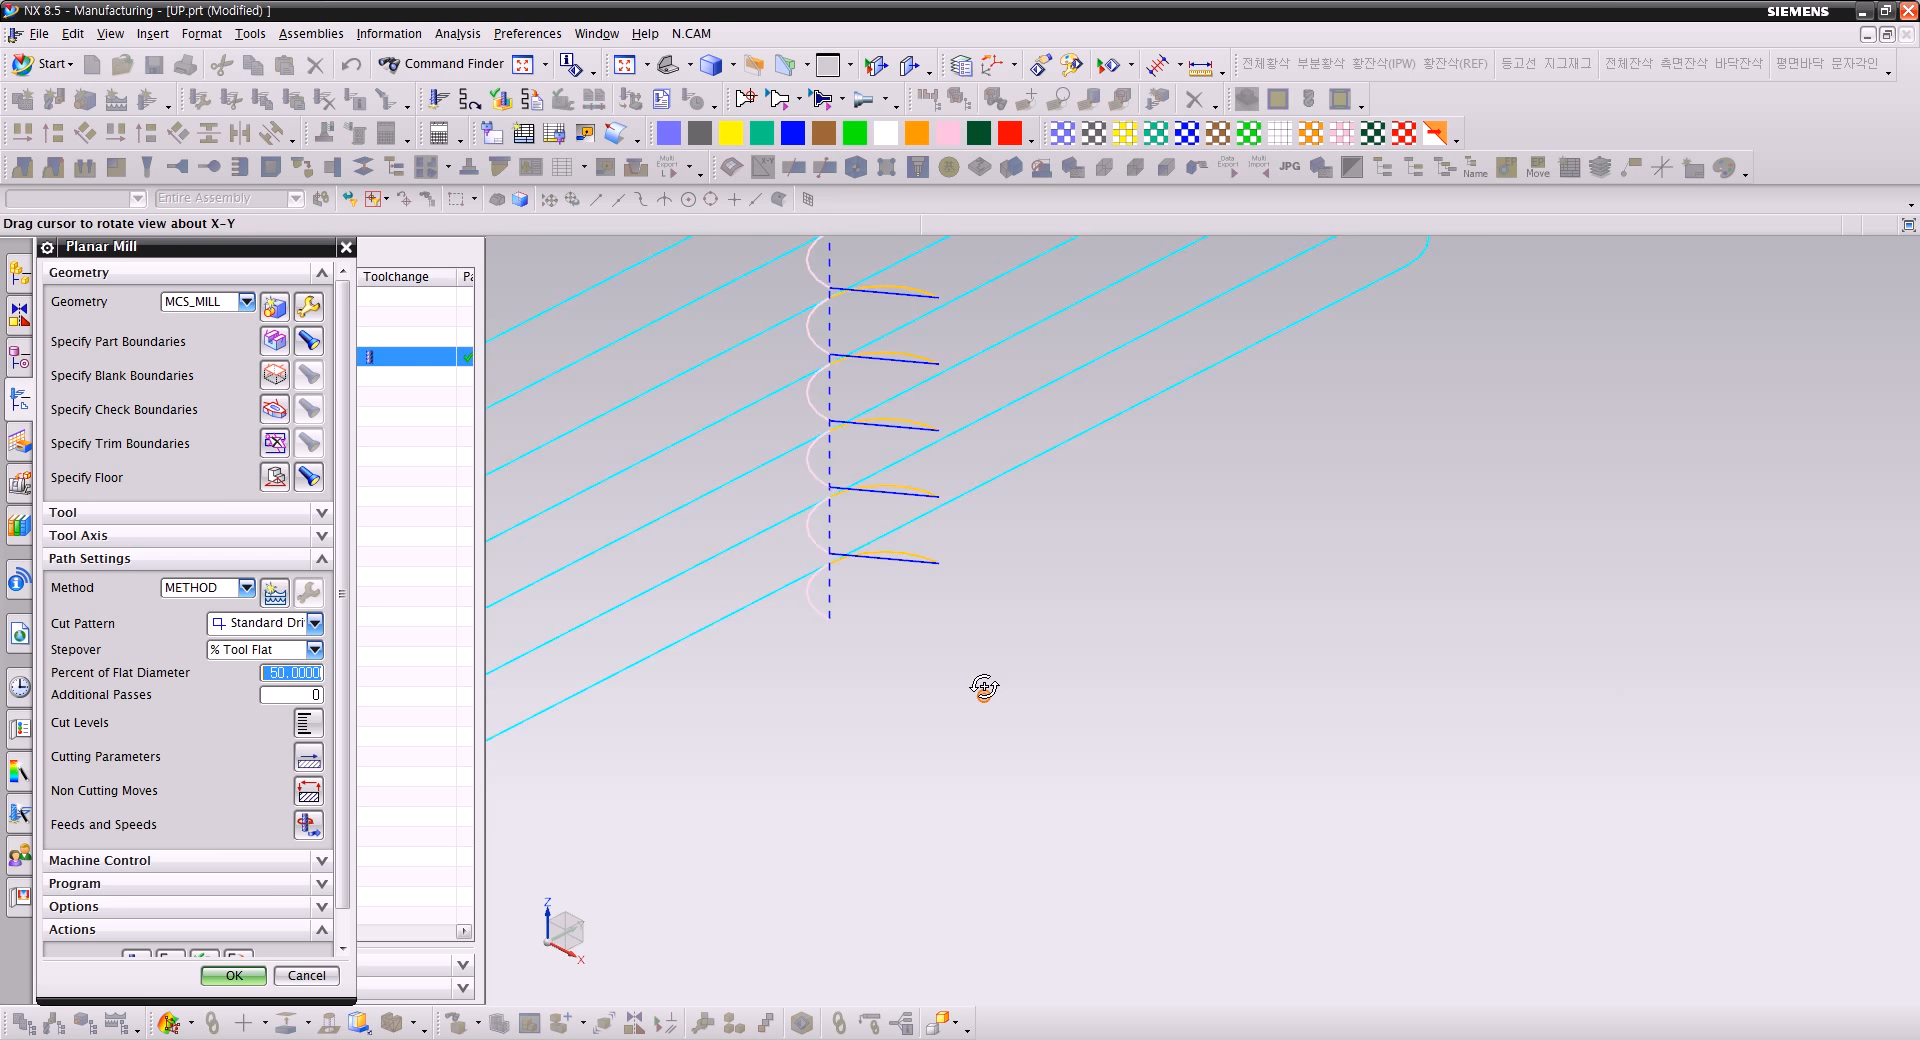 NX 8.5 - Manufacturing - [UP.prt (Modified) ]
SIEMENS
File Edit View Insert Format Tools Assemblies Information Analysis Preferences Window Help N.CAM
Start
Command Finder
전체황삭 부분황삭 황잔삭(IPW) 황잔삭(REF) 등고선 지그재그 전체잔삭 측면잔삭 바닥잔삭 평면바닥 문자각인
Multi
X-Y
Data Export
Multi Import
JPG
Name
EP
Move
Entire Assembly
Drag cursor to rotate view about X-Y
Planar Mill
Toolchange
Pa
Geometry
Geometry
MCS_MILL
Specify Part Boundaries
Specify Blank Boundaries
Specify Check Boundaries
Specify Trim Boundaries
Specify Floor
Tool
Tool Axis
Path Settings
Method
METHOD
Cut Pattern
Standard Dri
Stepover
% Tool Flat
Percent of Flat Diameter
50.0000
Additional Passes
0
Cut Levels
Cutting Parameters
Non Cutting Moves
Feeds and Speeds
Machine Control
Program
Options
Actions
OK
Cancel
Z
X